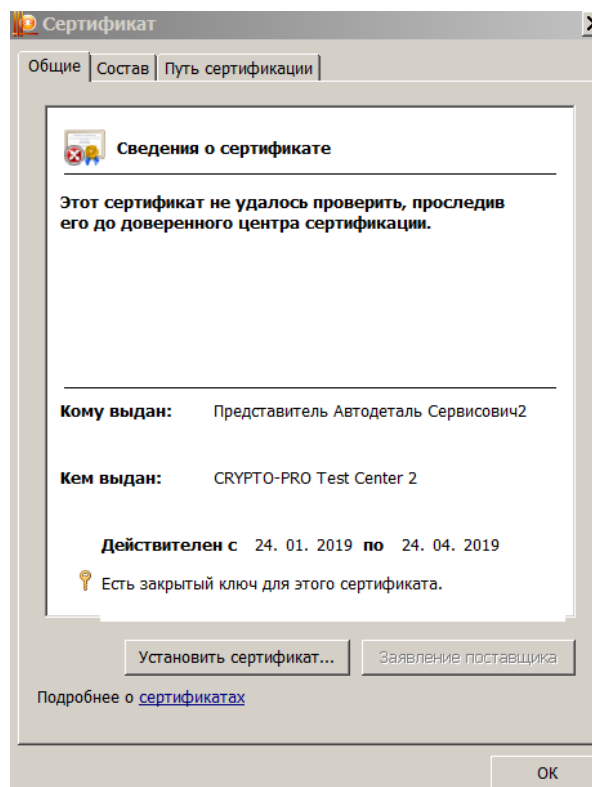 Сертификат
Общие Состав Путь сертификации
Сведения о сертификате
Этот сертификат не удалось проверить, проследив
его до доверенного центра сертификации.
Кому выдан: Представитель Автодеталь Сервисович2
Кем выдан: CRYPTO-PRO Test Center 2
Действителен с 24. 01. 2019 по 24. 04. 2019
Есть закрытый ключ для этого сертификата.
Установить сертификат... Заявление поставщика
Подробнее о сертификатах
ОК